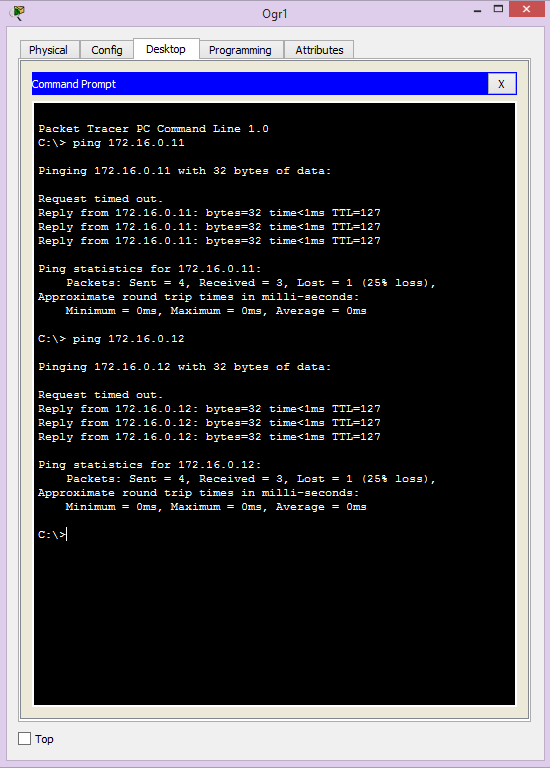 Ogr1
Physical Config Desktop Programming Attributes
Command Prompt X
Packet Tracer PC Command Line 1.0
C:\> ping 172.16.0.11
Pinging 172.16.0.11 with 32 bytes of data:
Request timed out.
Reply from 172.16.0.11: bytes=32 time<1ms TTL=127
Reply from 172.16.0.11: bytes=32 time<1ms TTL=127
Reply from 172.16.0.11: bytes=32 time<1ms TTL=127
Ping statistics for 172.16.0.11:
Packets: Sent = 4, Received = 3, Lost = 1 (25% loss),
Approximate round trip times in milli-seconds:
Minimum = 0ms, Maximum = 0ms, Average = 0ms
C:\> ping 172.16.0.12
Pinging 172.16.0.12 with 32 bytes of data:
Request timed out.
Reply from 172.16.0.12: bytes=32 time<1ms TTL=127
Reply from 172.16.0.12: bytes=32 time<1ms TTL=127
Reply from 172.16.0.12: bytes=32 time<1ms TTL=127
Ping statistics for 172.16.0.12:
Packets: Sent = 4, Received = 3, Lost = 1 (25% loss),
Approximate round trip times in milli-seconds:
Minimum = 0ms, Maximum = 0ms, Average = 0ms
C:\>
Top